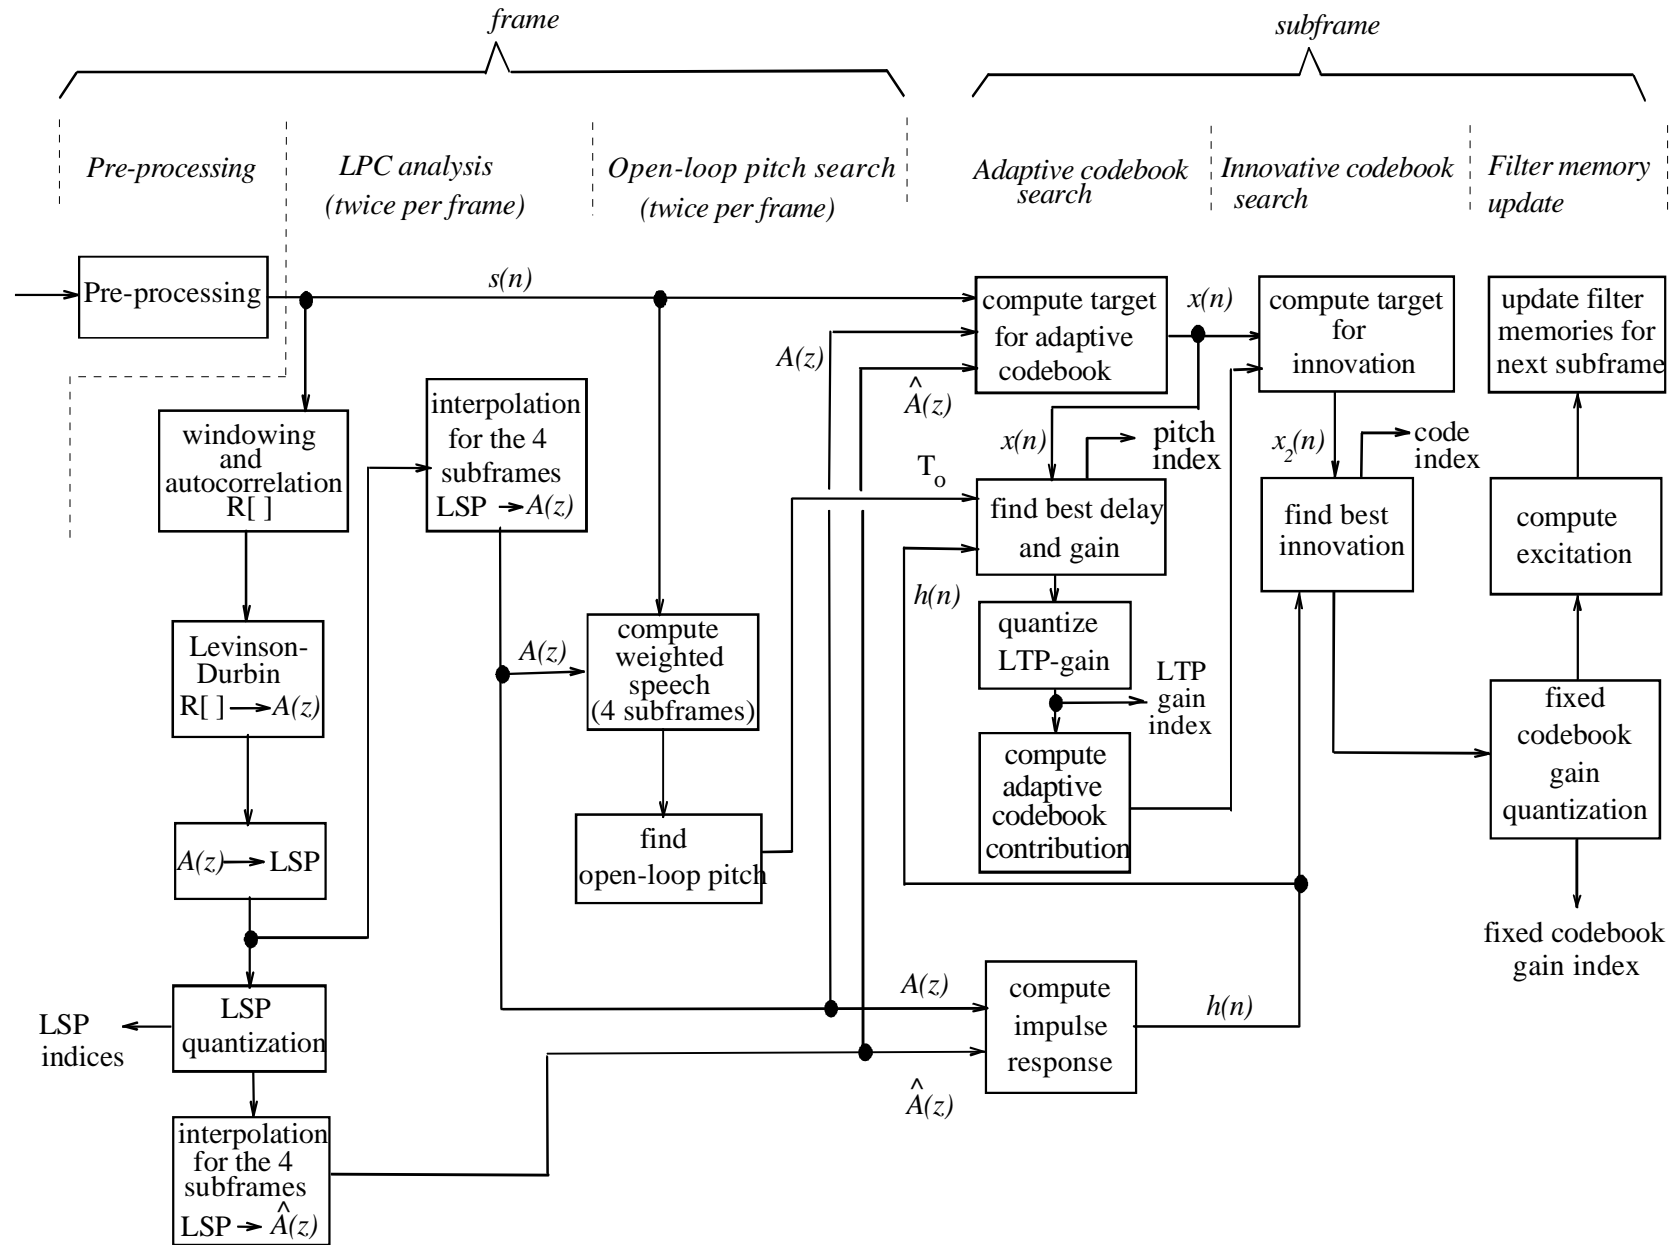 frame
subframe
Pre-processing
LPC analysis
(twice per frame)
Open-loop pitch search
(twice per frame)
Adaptive codebook
search
Innovative codebook
search
Filter memory
update
Pre-processing
s(n)
compute target
for adaptive
codebook
x(n)
compute target
for
innovation
update filter
memories for
next subframe
A(z)
Â(z)
windowing
and
autocorrelation
R[ ]
interpolation
for the 4
subframes
LSP → A(z)
x(n)
pitch
index
x₂(n)
code
index
T₀
find best delay
and gain
find best
innovation
compute
excitation
h(n)
Levinson-
Durbin
R[ ] → A(z)
A(z)
compute
weighted
speech
(4 subframes)
quantize
LTP-gain
LTP
gain
index
fixed
codebook
gain
quantization
compute
adaptive
codebook
contribution
A(z) → LSP
find
open-loop pitch
fixed codebook
gain index
LSP
quantization
LSP
indices
A(z)
compute
impulse
response
h(n)
Â(z)
interpolation
for the 4
subframes
LSP → Â(z)